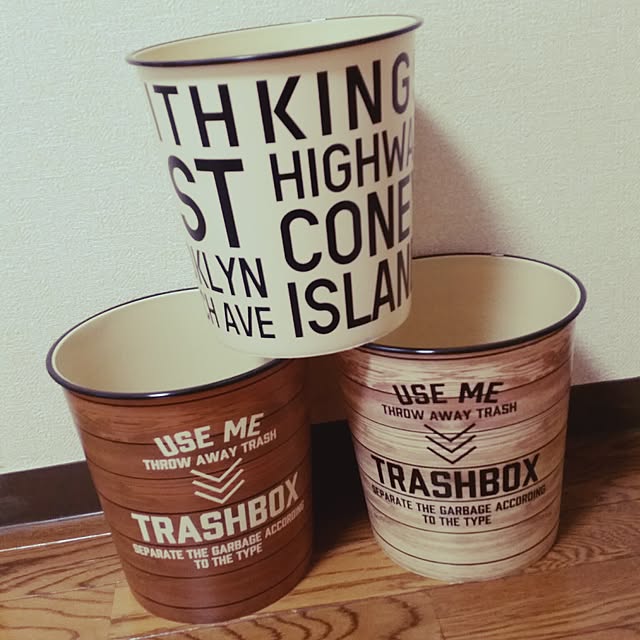 ITH KING
ST HIGHWA
CONE
KLYN ISLAN
H AVE
USE ME
THROW AWAY TRASH
TRASHBOX
SEPARATE THE GARBAGE ACCORDING
TO THE TYPE
USE ME
THROW AWAY TRASH
TRASHBOX
SEPARATE THE GARBAGE ACCORDING
TO THE TYPE